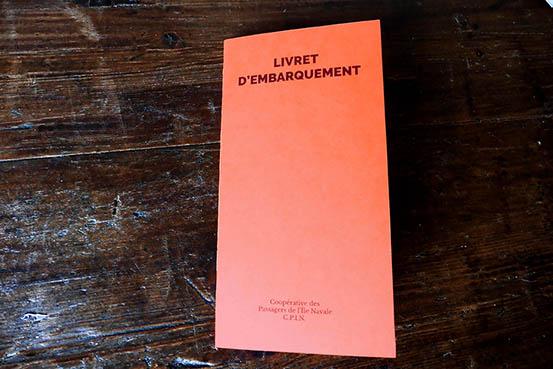 LIVRET
D'EMBARQUEMENT
Coopérative des
Passagers de l'Île Navale
C.P.I.N.